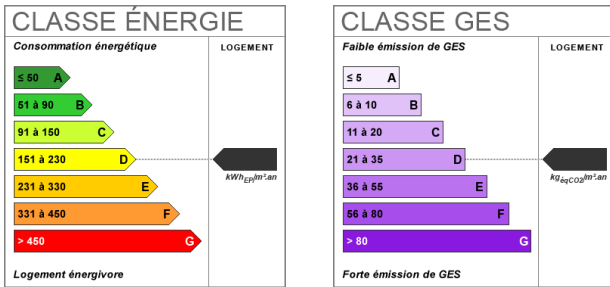 CLASSE ÉNERGIE
Consommation énergétique
LOGEMENT
≤ 50 A
51 à 90 B
91 à 150 C
151 à 230 D
kWhEP/m².an
231 à 330 E
331 à 450 F
> 450 G
Logement énergivore
CLASSE GES
Faible émission de GES
LOGEMENT
≤ 5 A
6 à 10 B
11 à 20 C
21 à 35 D
kgéqCO2/m².an
36 à 55 E
56 à 80 F
> 80 G
Forte émission de GES